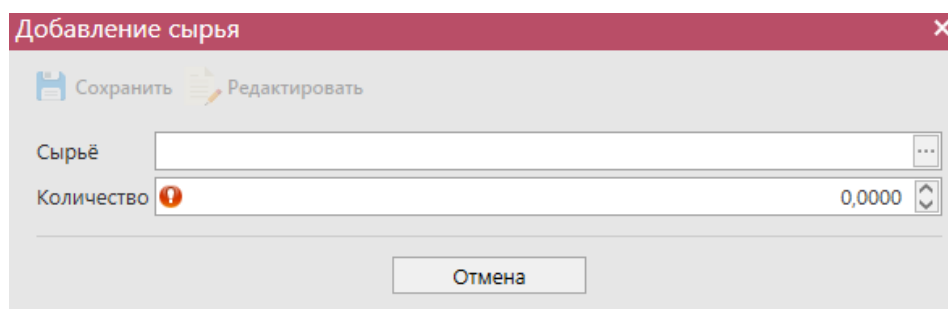 Добавление сырья
Сохранить Редактировать
Сырьё ...
Количество 0,0000
Отмена